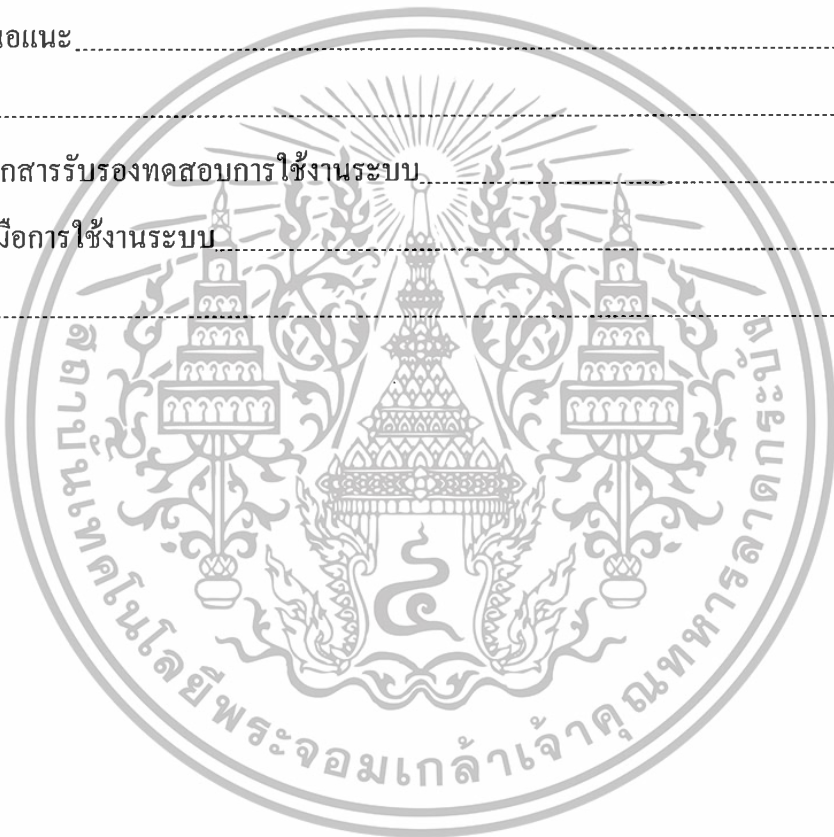 นอแนะ
กสารรับรองทดสอบการใช้งานระบบ
มือการใช้งานระบบ
สถาบันเทคโนโลยีพระจอมเกล้าเจ้าคุณทหารลาดกระบัง
๔